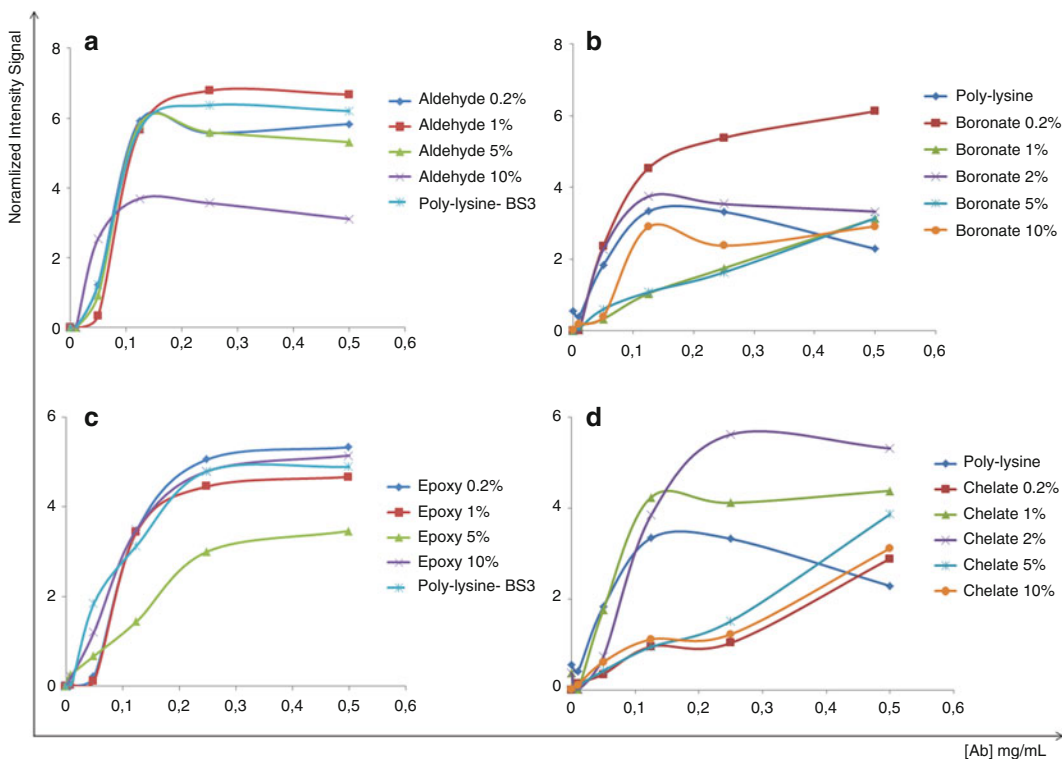 Noramlized Intensity Signal
a
8
6
4
2
0
0
0,1
0,2
0,3
0,4
0,5
0,6
Aldehyde 0.2%
Aldehyde 1%
Aldehyde 5%
Aldehyde 10%
Poly-lysine- BS3
b
8
6
4
2
0
0
0,1
0,2
0,3
0,4
0,5
0,6
Poly-lysine
Boronate 0.2%
Boronate 1%
Boronate 2%
Boronate 5%
Boronate 10%
c
6
4
2
0
0
0,1
0,2
0,3
0,4
0,5
0,6
Epoxy 0.2%
Epoxy 1%
Epoxy 5%
Epoxy 10%
Poly-lysine- BS3
d
6
4
2
0
0
0,1
0,2
0,3
0,4
0,5
0,6
Poly-lysine
Chelate 0.2%
Chelate 1%
Chelate 2%
Chelate 5%
Chelate 10%
[Ab] mg/mL